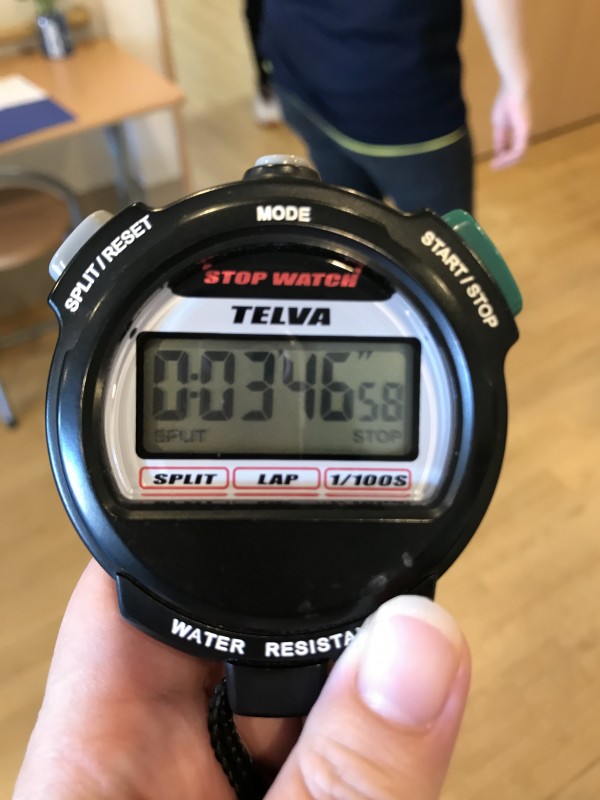 MODE
SPLIT/RESET
START/STOP
STOP WATCH
TELVA
0:03'46"58
SPLIT STOP
SPLIT LAP 1/100S
WATER